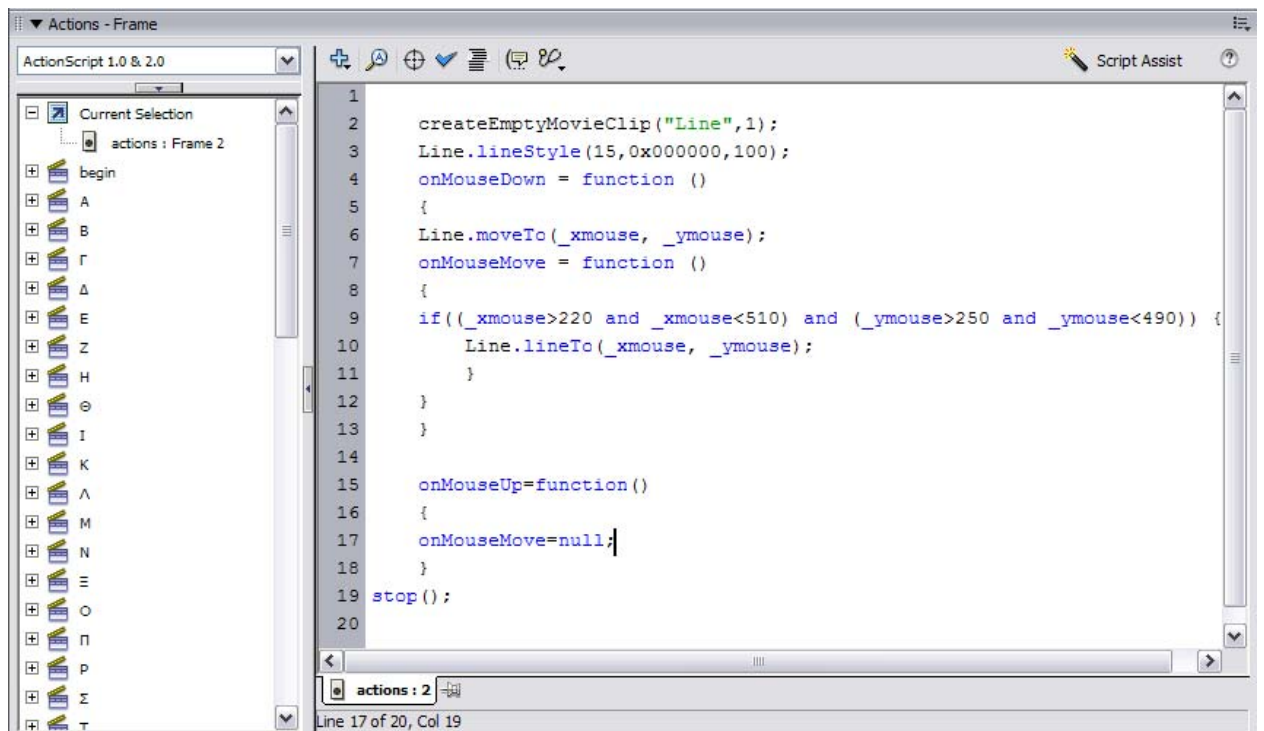 Actions - Frame
ActionScript 1.0 & 2.0
Current Selection
actions : Frame 2
begin
Α
Β
Γ
Δ
Ε
Ζ
Η
Θ
Ι
Κ
Λ
Μ
Ν
Ξ
Ο
Π
Ρ
Σ
Τ
Script Assist
?
1
2 createEmptyMovieClip("Line",1);
3 Line.lineStyle(15,0x000000,100);
4 onMouseDown = function ()
5 {
6 Line.moveTo(_xmouse, _ymouse);
7 onMouseMove = function ()
8 {
9 if((_xmouse>220 and _xmouse<510) and (_ymouse>250 and _ymouse<490)) {
10 Line.lineTo(_xmouse, _ymouse);
11 }
12 }
13 }
14
15 onMouseUp=function()
16 {
17 onMouseMove=null;
18 }
19 stop();
20
actions : 2
Line 17 of 20, Col 19